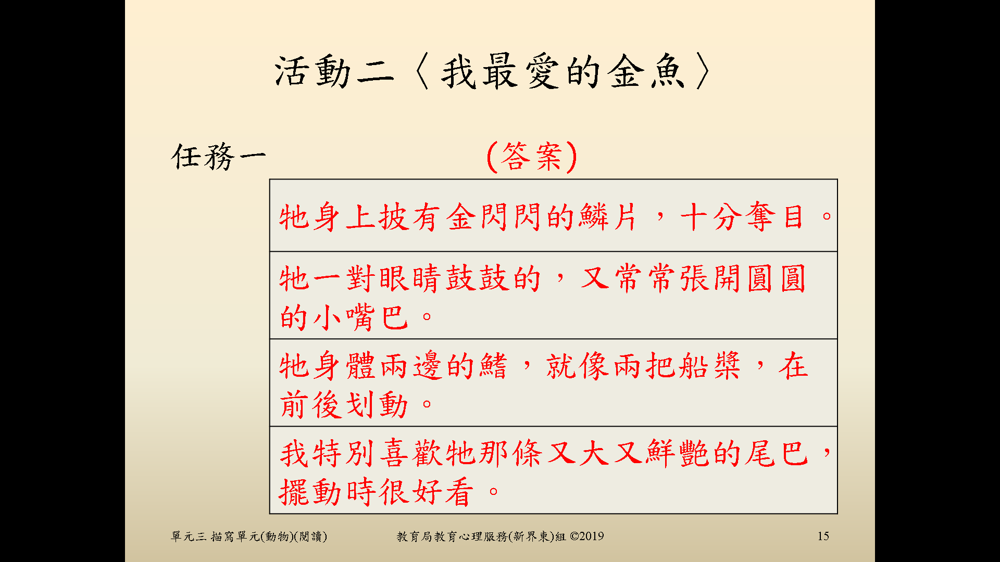 活動二〈我最愛的金魚〉
任務一
(答案)
牠身上披有金閃閃的鱗片，十分奪目。
牠一對眼睛鼓鼓的，又常常張開圓圓
的小嘴巴。
牠身體兩邊的鰭，就像兩把船槳，在
前後划動。
我特別喜歡牠那條又大又鮮艷的尾巴，
擺動時很好看。
單元三 描寫單元(動物)(閱讀)
教育局教育心理服務(新界東)組 ©2019
15